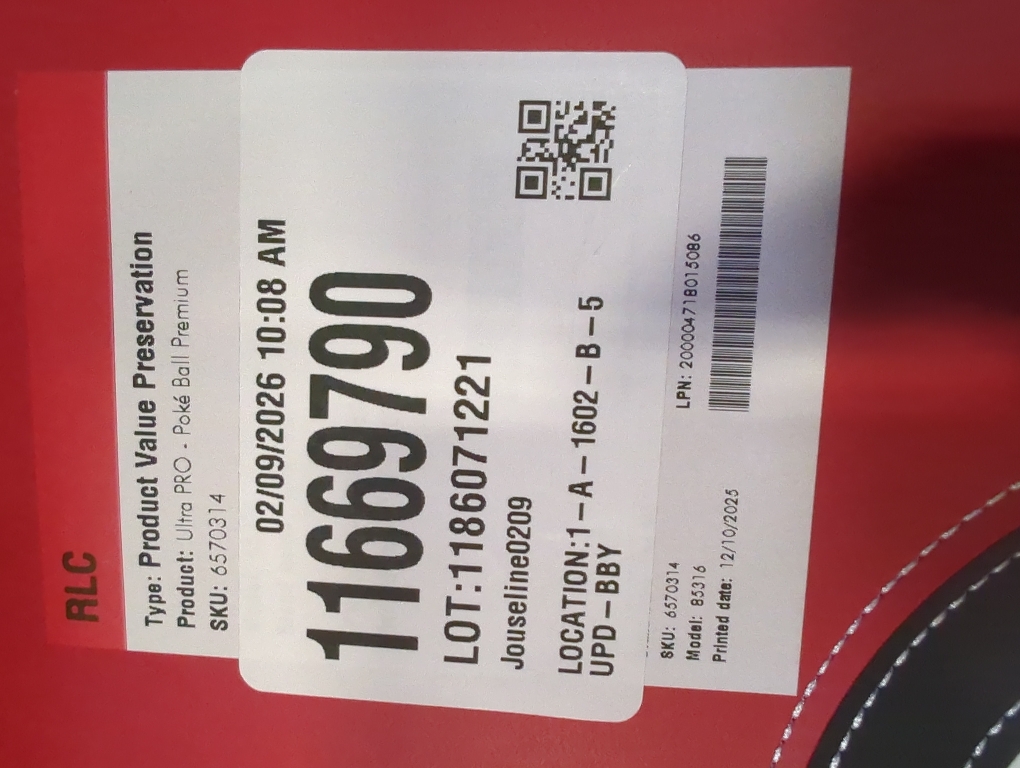 RLC
Type: Product Value Preservation
Product: Ultra PRO - Poké Ball Premium
SKU: 6570314
02/09/2026 10:08 AM
11669790
LOT:1186071221
Jouseline0209
LOCATION:1-A-1602-B-5
UPD-BBY
SKU: 6570314
Model: 85316
Printed date: 12/10/2025
LPN: 200004718015086